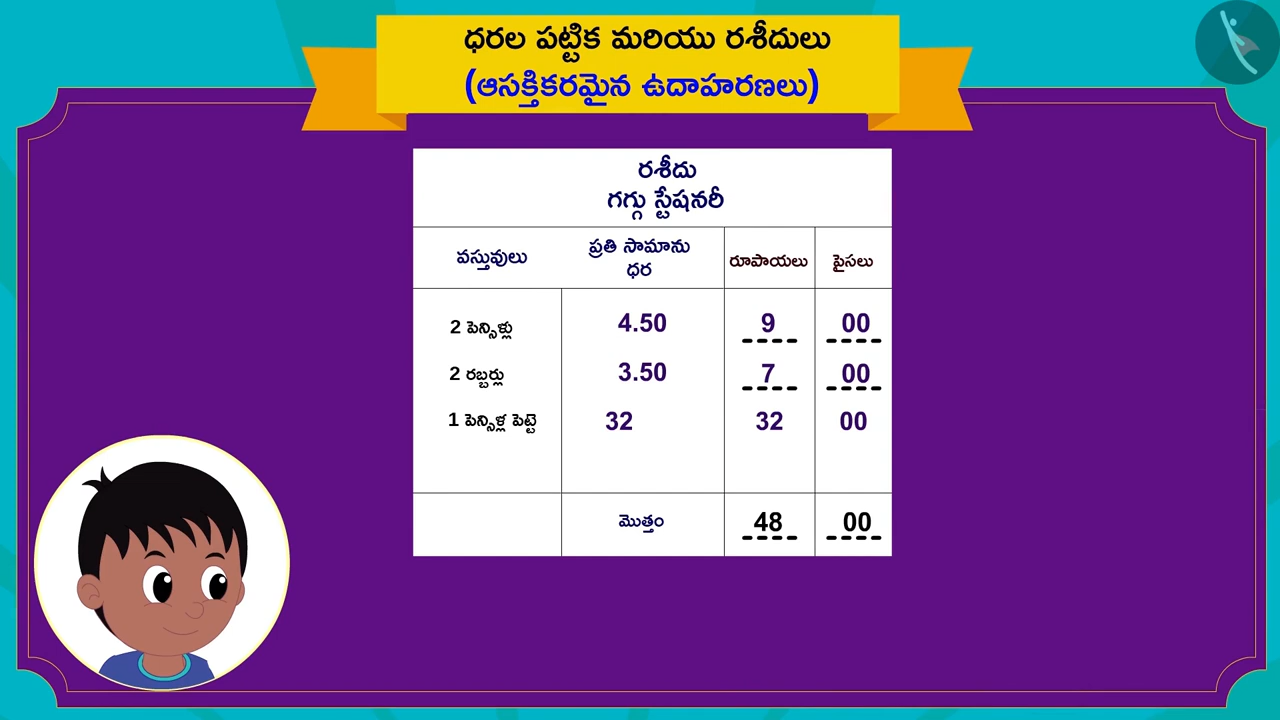 ధరల పట్టిక మరియు రశీదులు
(ఆసక్తికరమైన ఉదాహరణలు)
రశీదు
గగ్గు స్టేషనరీ
వస్తువులు ప్రతి సామాను ధర రూపాయలు పైసలు
2 పెన్సిళ్లు 4.50 9 00
2 రబ్బర్లు 3.50 7 00
1 పెన్సిళ్ల పెట్టె 32 32 00
మొత్తం 48 00